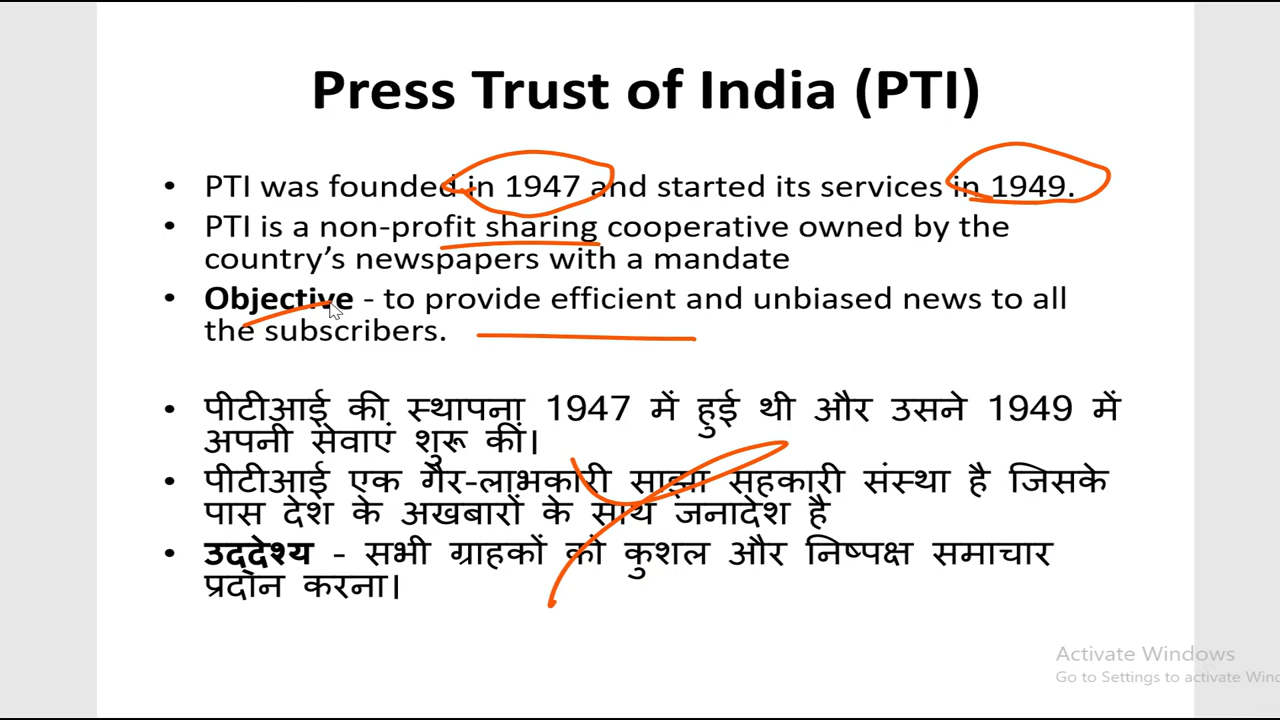 Press Trust of India (PTI)
• PTI was founded in 1947 and started its services in 1949.
• PTI is a non-profit sharing cooperative owned by the
country's newspapers with a mandate
• Objective - to provide efficient and unbiased news to all
the subscribers.
• पीटीआई की स्थापना 1947 में हुई थी और उसने 1949 में
अपनी सेवाएं शुरू कीं।
• पीटीआई एक गैर-लाभकारी साझा सहकारी संस्था है जिसके
पास देश के अखबारों के साथ जनादेश है
• उद्देश्य - सभी ग्राहकों को कुशल और निष्पक्ष समाचार
प्रदान करना।
Activate Windows
Go to Settings to activate Win